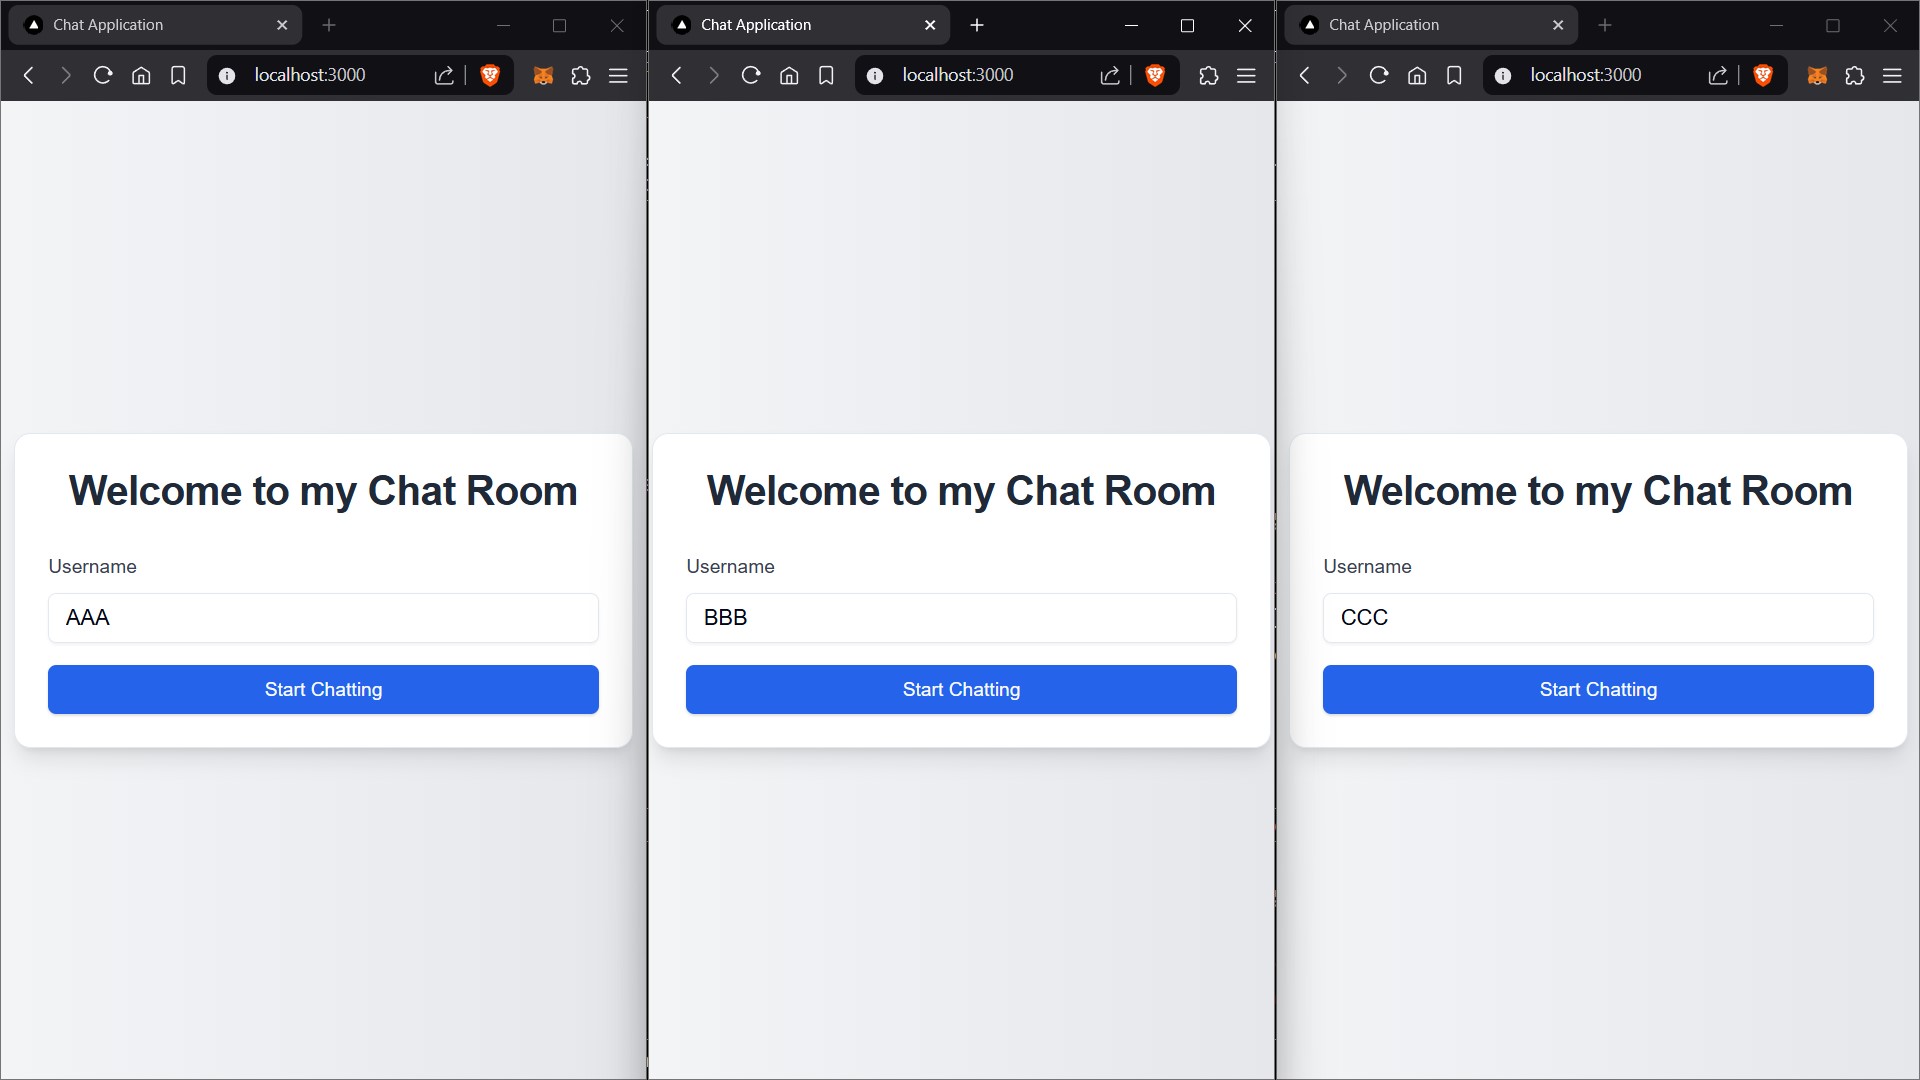 Chat Application
localhost:3000
Welcome to my Chat Room
Username
AAA
Start Chatting
Chat Application
localhost:3000
Welcome to my Chat Room
Username
BBB
Start Chatting
Chat Application
localhost:3000
Welcome to my Chat Room
Username
CCC
Start Chatting